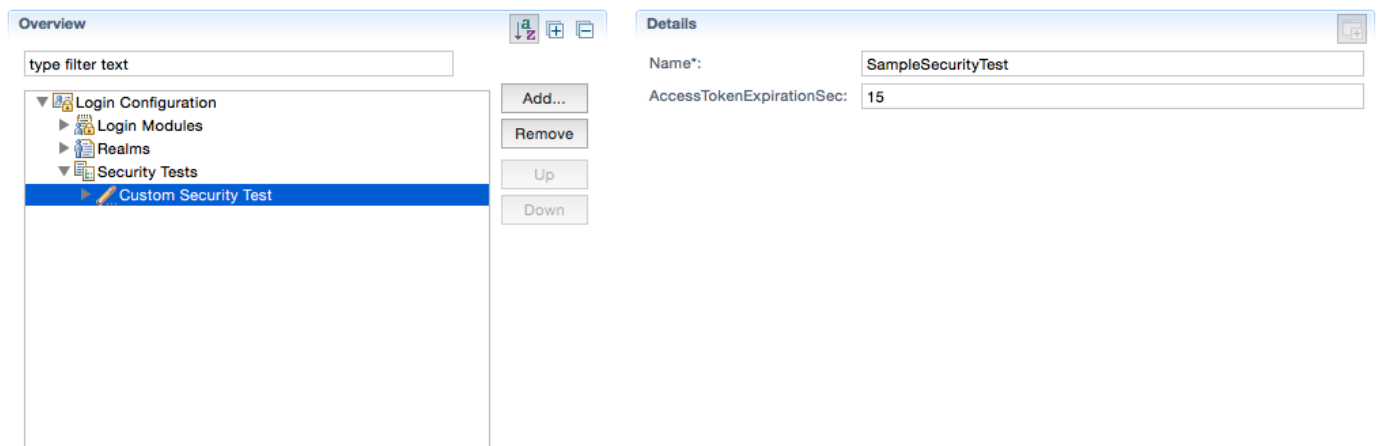 Overview
type filter text
Login Configuration
Login Modules
Realms
Security Tests
Custom Security Test
Add...
Remove
Up
Down
Details
Name*: SampleSecurityTest
AccessTokenExpirationSec: 15